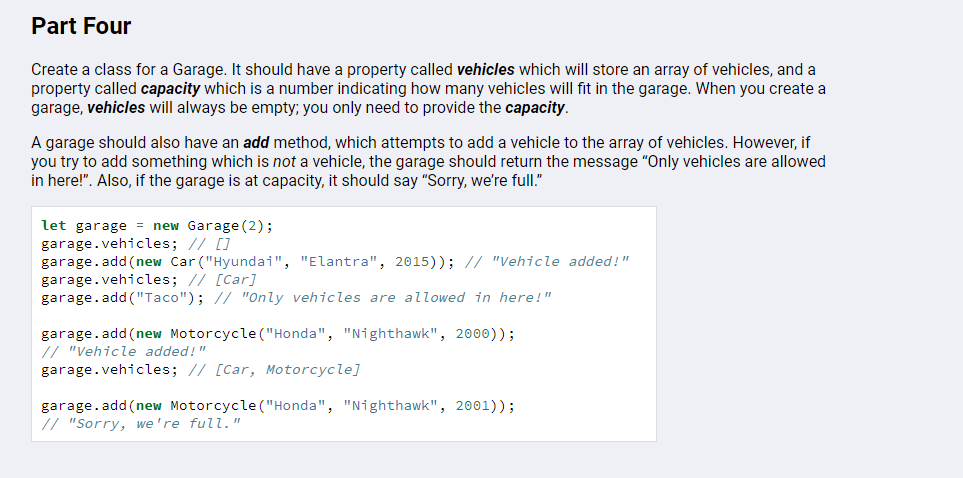 Part Four
Create a class for a Garage. It should have a property called vehicles which will store an array of vehicles, and a
property called capacity which is a number indicating how many vehicles will fit in the garage. When you create a
garage, vehicles will always be empty; you only need to provide the capacity.
A garage should also have an add method, which attempts to add a vehicle to the array of vehicles. However, if
you try to add something which is not a vehicle, the garage should return the message “Only vehicles are allowed
in here!”. Also, if the garage is at capacity, it should say “Sorry, we’re full.”
let garage = new Garage(2);
garage.vehicles; // []
garage.add(new Car("Hyundai", "Elantra", 2015)); // "Vehicle added!"
garage.vehicles; // [Car]
garage.add("Taco"); // "Only vehicles are allowed in here!"
garage.add(new Motorcycle("Honda", "Nighthawk", 2000));
// "Vehicle added!"
garage.vehicles; // [Car, Motorcycle]
garage.add(new Motorcycle("Honda", "Nighthawk", 2001));
// "Sorry, we're full."